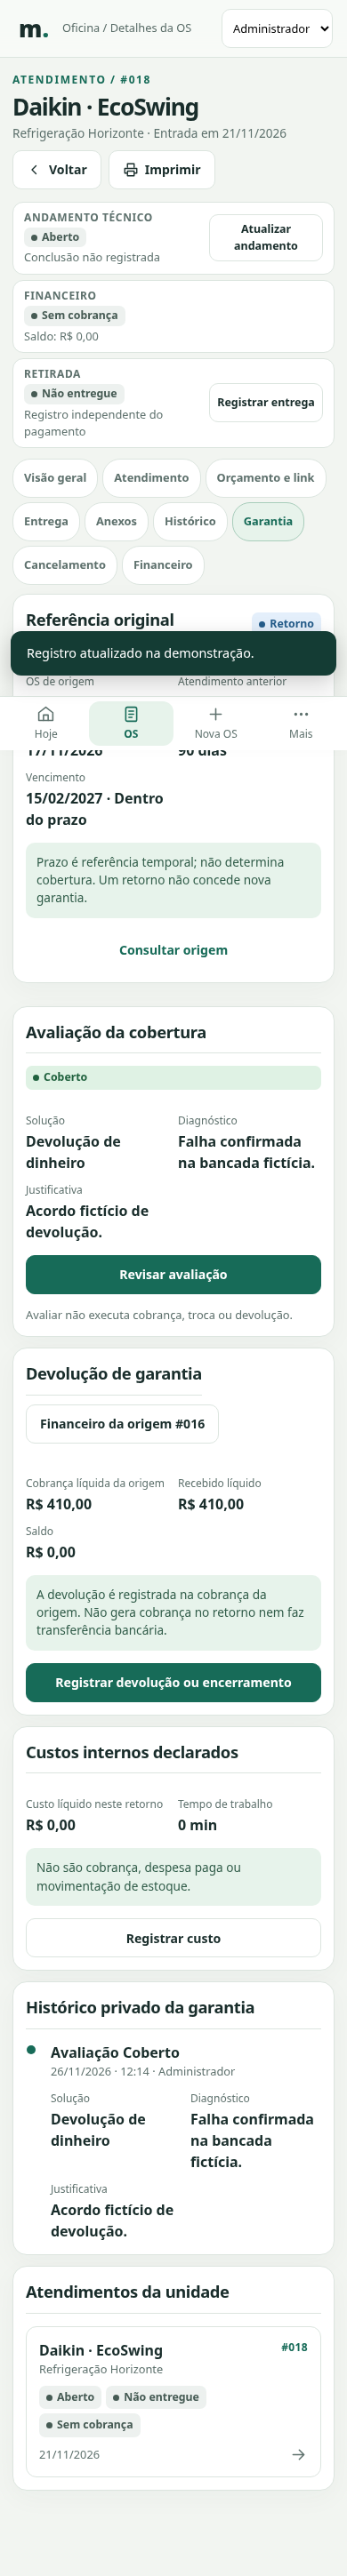 m. Oficina / Detalhes da OS Administrador
ATENDIMENTO / #018
Daikin · EcoSwing
Refrigeração Horizonte · Entrada em 21/11/2026
Voltar Imprimir
ANDAMENTO TÉCNICO
Aberto
Conclusão não registrada
Atualizar
andamento
FINANCEIRO
Sem cobrança
Saldo: R$ 0,00
RETIRADA
Não entregue
Registro independente do
pagamento
Registrar entrega
Visão geral Atendimento Orçamento e link
Entrega Anexos Histórico Garantia
Cancelamento Financeiro
Referência original Retorno
Registro atualizado na demonstração.
OS de origem Atendimento anterior
Hoje OS Nova OS Mais
17/11/2026 90 dias
Vencimento
15/02/2027 · Dentro
do prazo
Prazo é referência temporal; não determina
cobertura. Um retorno não concede nova
garantia.
Consultar origem
Avaliação da cobertura
Coberto
Solução Diagnóstico
Devolução de Falha confirmada
dinheiro na bancada fictícia.
Justificativa
Acordo fictício de
devolução.
Revisar avaliação
Avaliar não executa cobrança, troca ou devolução.
Devolução de garantia
Financeiro da origem #016
Cobrança líquida da origem Recebido líquido
R$ 410,00 R$ 410,00
Saldo
R$ 0,00
A devolução é registrada na cobrança da
origem. Não gera cobrança no retorno nem faz
transferência bancária.
Registrar devolução ou encerramento
Custos internos declarados
Custo líquido neste retorno Tempo de trabalho
R$ 0,00 0 min
Não são cobrança, despesa paga ou
movimentação de estoque.
Registrar custo
Histórico privado da garantia
Avaliação Coberto
26/11/2026 · 12:14 · Administrador
Solução Diagnóstico
Devolução de Falha confirmada
dinheiro na bancada
fictícia.
Justificativa
Acordo fictício de
devolução.
Atendimentos da unidade
Daikin · EcoSwing #018
Refrigeração Horizonte
Aberto Não entregue
Sem cobrança
21/11/2026